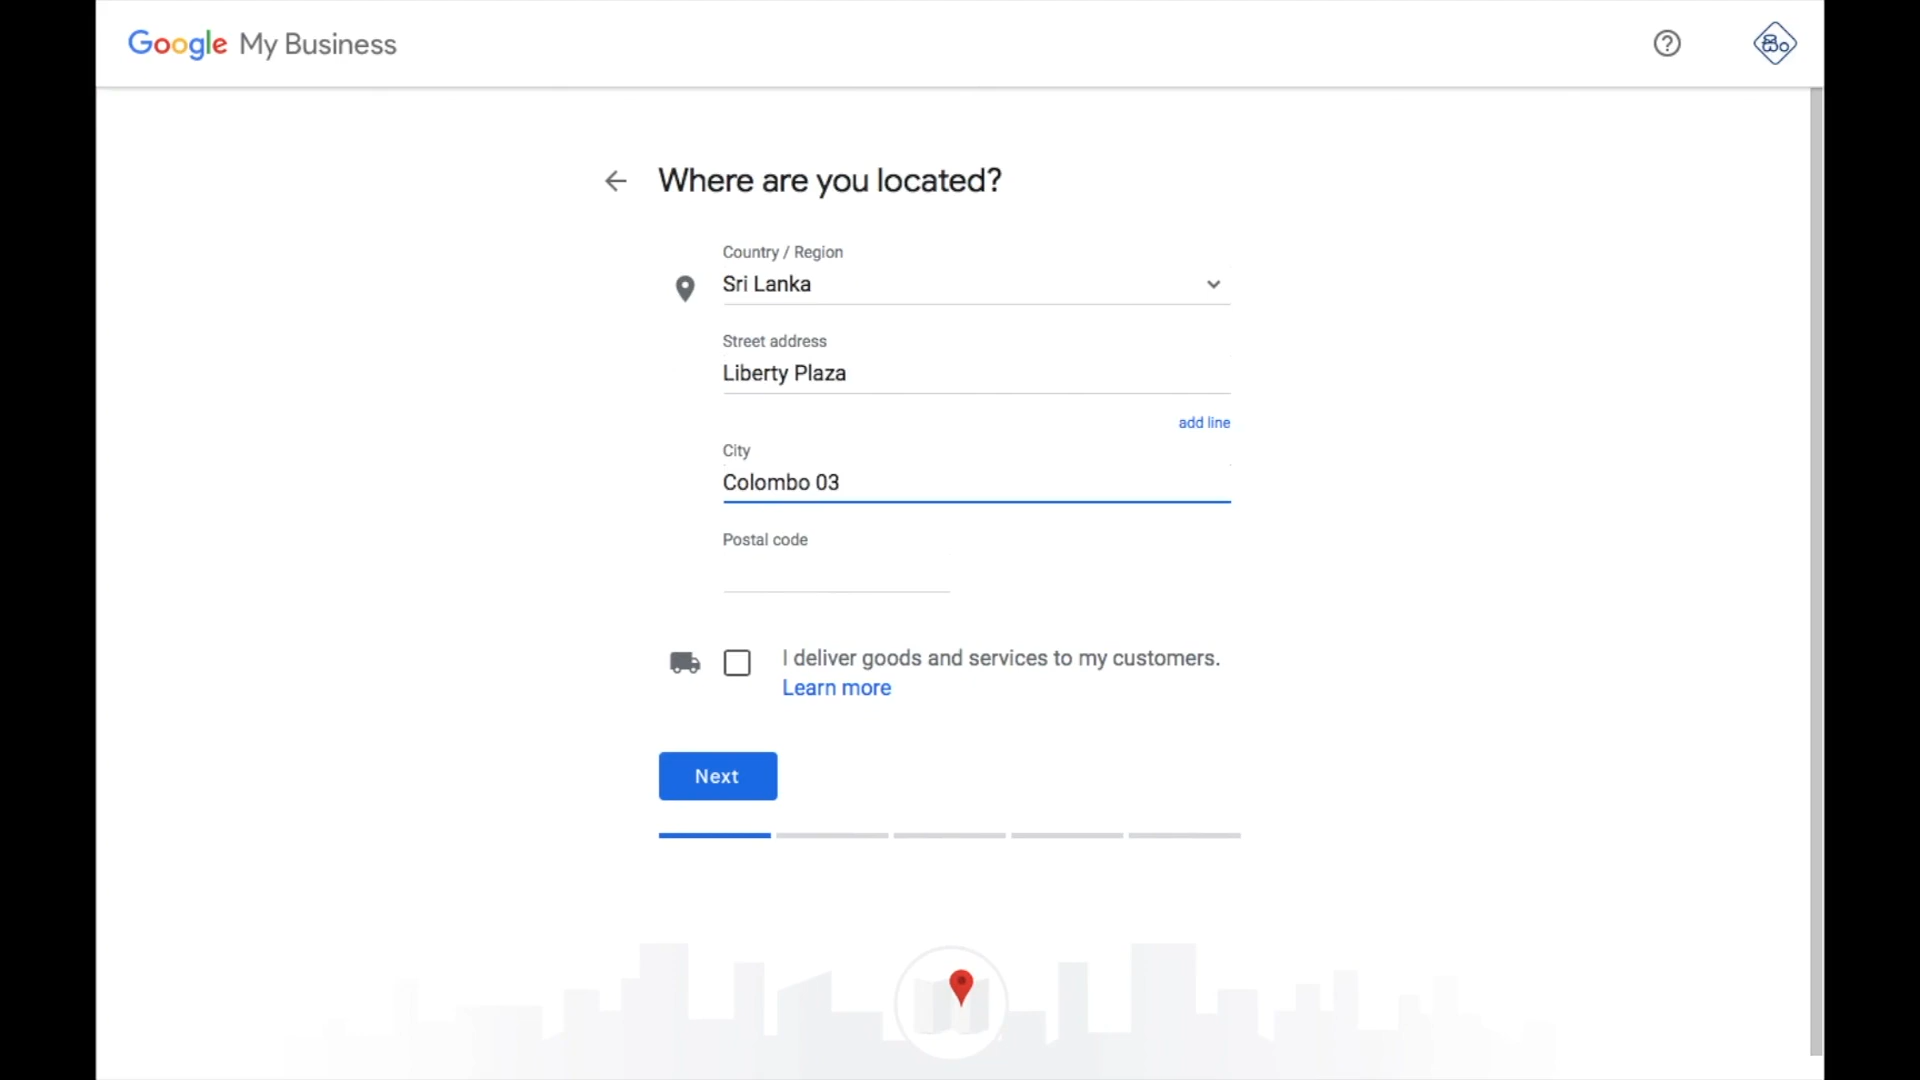 Google My Business
Where are you located?
Country / Region
Sri Lanka
Street address
Liberty Plaza
add line
City
Colombo 03
Postal code
I deliver goods and services to my customers.
Learn more
Next